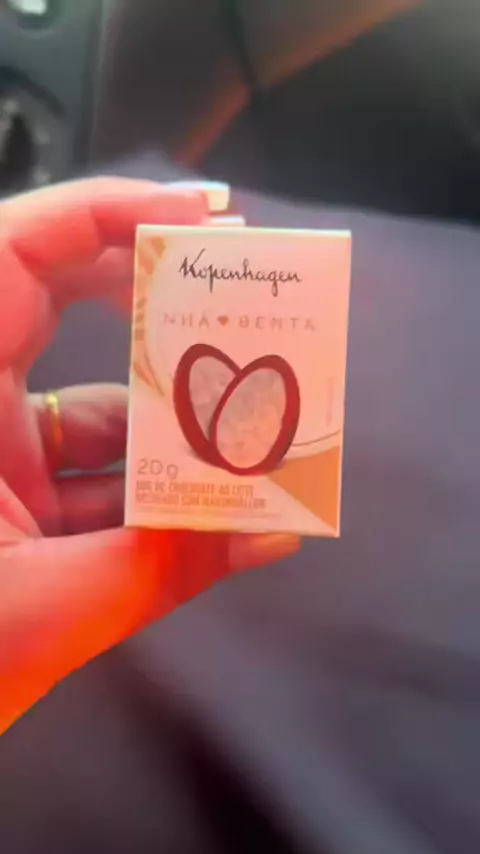 Kopenhagen
NHÁ BENTA
20g
OVO DE CHOCOLATE AO LEITE
RECHEADO COM MARSHMALLOW